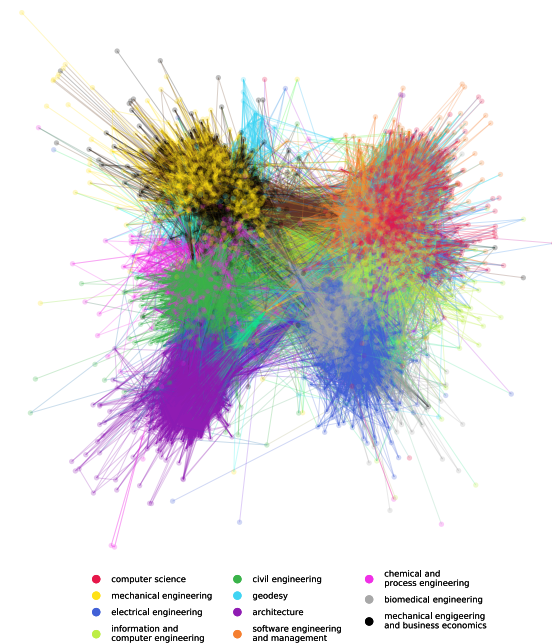 computer science
mechanical engineering
electrical engineering
information and
computer engineering
civil engineering
geodesy
architecture
software engineering
and management
chemical and
process engineering
biomedical engineering
mechanical engigeering
and business economics